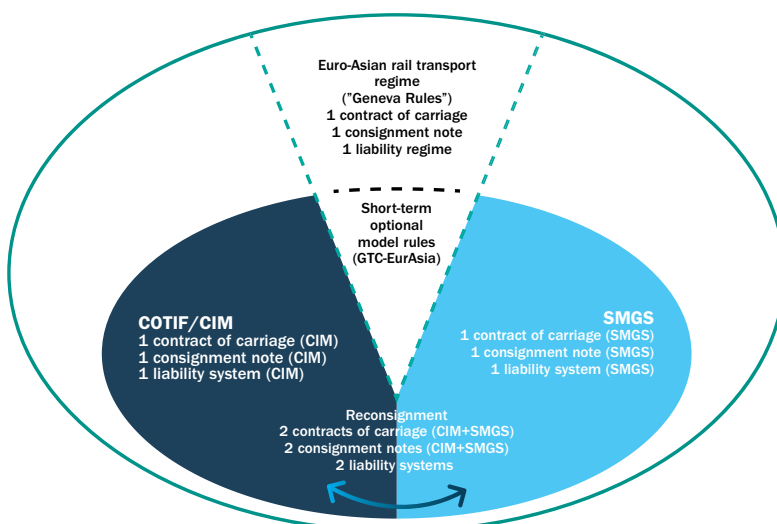 Euro-Asian rail transport
regime
("Geneva Rules")
1 contract of carriage
1 consignment note
1 liability regime
Short-term
optional
model rules
(GTC-EurAsia)
COTIF/CIM
1 contract of carriage (CIM)
1 consignment note (CIM)
1 liability system (CIM)
SMGS
1 contract of carriage (SMGS)
1 consignment note (SMGS)
1 liability system (SMGS)
Reconsignment
2 contracts of carriage (CIM+SMGS)
2 consignment notes (CIM+SMGS)
2 liability systems